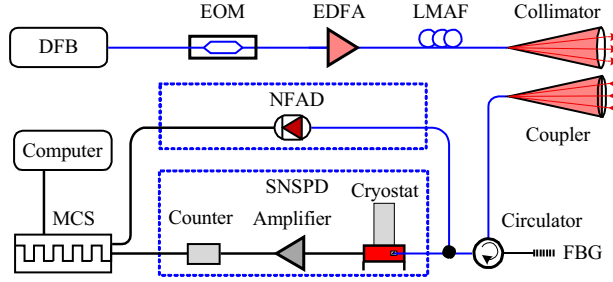 EOM
EDFA
LMAF
Collimator
DFB
NFAD
Coupler
Computer
SNSPD
Cryostat
MCS
Counter
Amplifier
Circulator
FBG